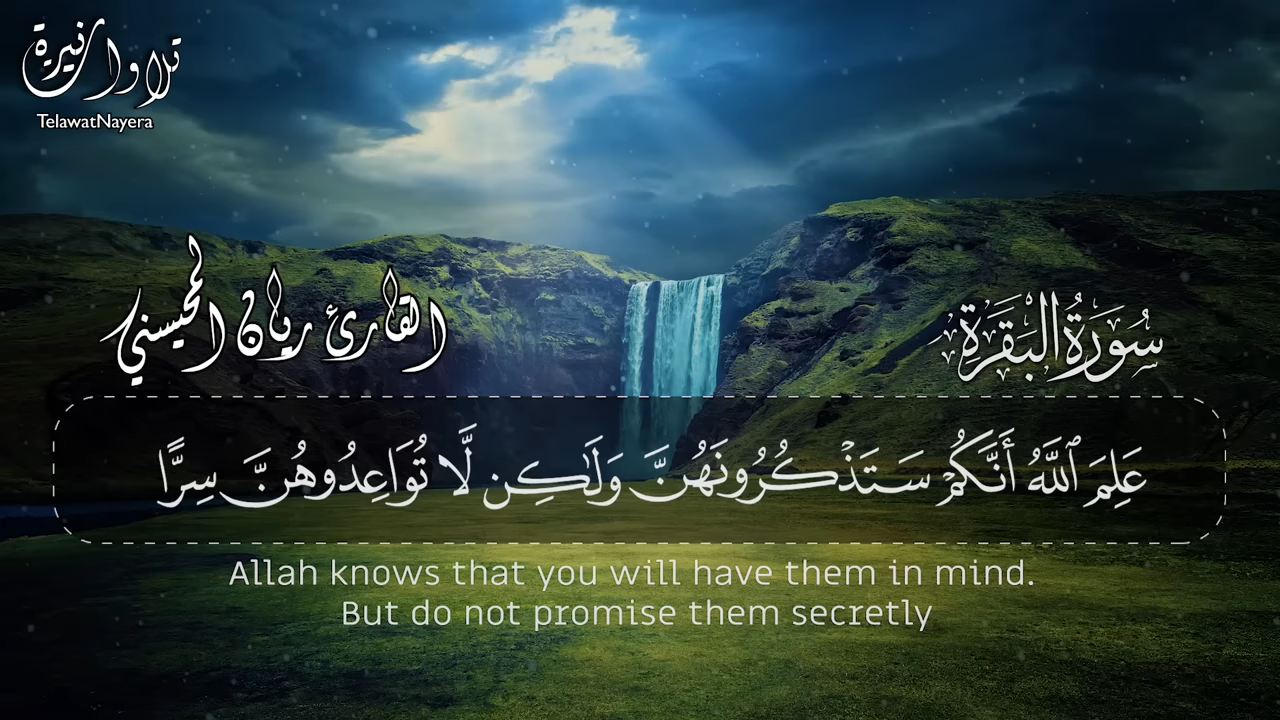 تلاوات نيرة
TelawatNayera
سُورَةُ البَقَرَةِ
القارئ ريان المحيسني
عَلِمَ ٱللَّهُ أَنَّكُمۡ سَتَذۡكُرُونَهُنَّ وَلَٰكِن لَّا تُوَاعِدُوهُنَّ سِرًّا
Allah knows that you will have them in mind.
But do not promise them secretly